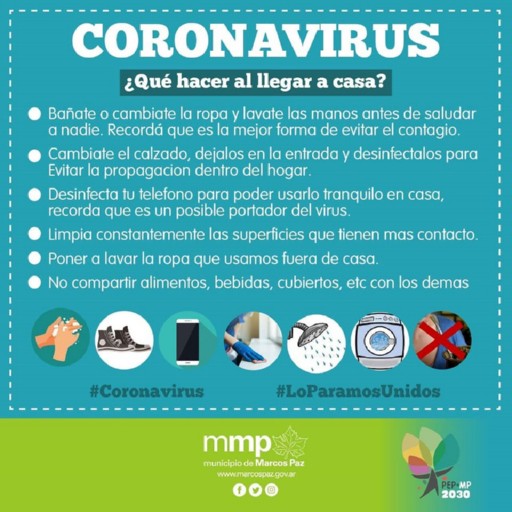 CORONAVIRUS
¿Qué hacer al llegar a casa?
Bañate o cambiate la ropa y lavate las manos antes de saludar
a nadie. Recordá que es la mejor forma de evitar el contagio.
Cambiate el calzado, dejalos en la entrada y desinfectalos para
Evitar la propagacion dentro del hogar.
Desinfecta tu telefono para poder usarlo tranquilo en casa,
recorda que es un posible portador del virus.
Limpia constantemente las superficies que tienen mas contacto.
Poner a lavar la ropa que usamos fuera de casa.
No compartir alimentos, bebidas, cubiertos, etc con los demas
#Coronavirus #LoParamosUnidos
mmp
municipio de Marcos Paz
www.marcospaz.gov.ar
PEP-MP
2030